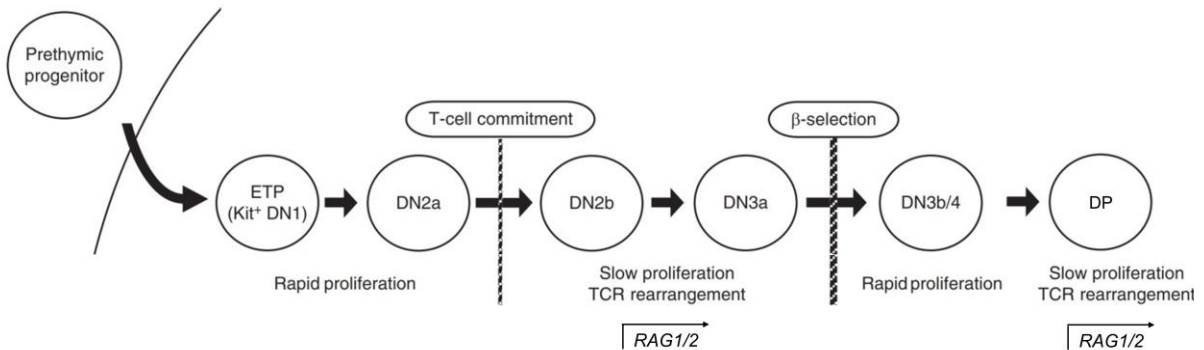 Prethymic
progenitor
T-cell commitment
β-selection
ETP
(Kit⁺ DN1)
DN2a
DN2b
DN3a
DN3b/4
DP
Rapid proliferation
Slow proliferation
TCR rearrangement
Rapid proliferation
Slow proliferation
TCR rearrangement
RAG1/2
RAG1/2